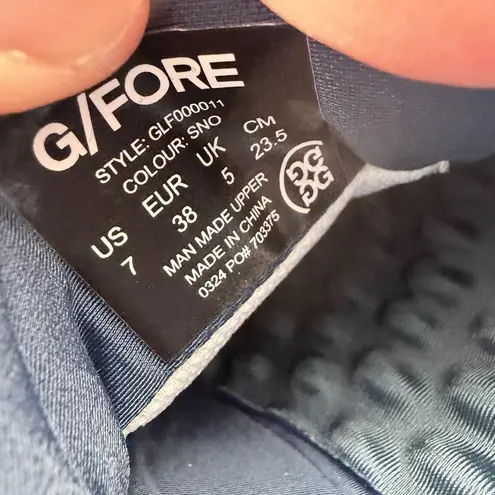 G/FORE
STYLE: GLF000011
COLOUR: SNO
US EUR UK CM
7 38 5 23.5
MAN MADE UPPER
MADE IN CHINA
0324 PO# 703375
GGGG